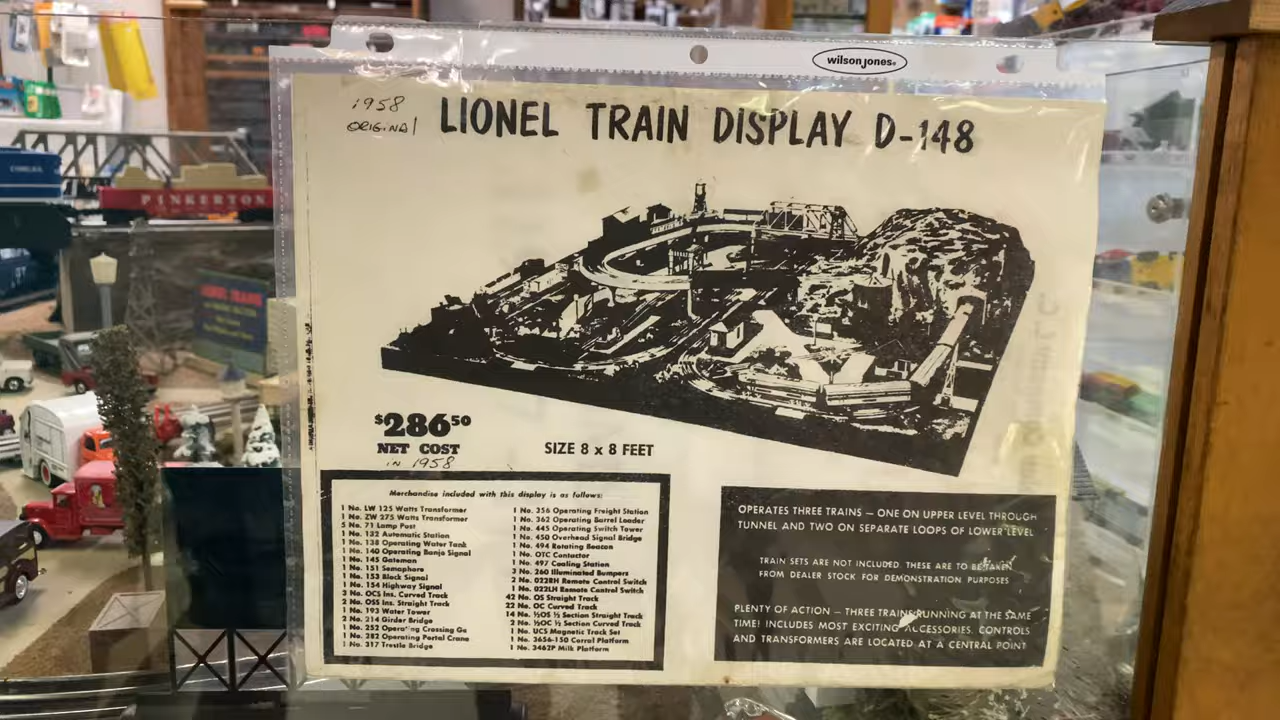 wilsonjones®
1958
ORIGINAL
LIONEL TRAIN DISPLAY D-148
PINKERTON
$286.50
NET COST
in 1958
SIZE 8 x 8 FEET
Merchandise included with this display is as follows:
1 No. LW 125 Watts Transformer
1 No. ZW 275 Watts Transformer
5 No. 71 Lamp Post
1 No. 132 Automatic Station
1 No. 138 Operating Water Tank
1 No. 140 Operating Banjo Signal
1 No. 145 Gateman
1 No. 151 Semaphore
1 No. 153 Block Signal
1 No. 154 Highway Signal
3 No. OCS Ins. Curved Track
2 No. OSS Ins. Straight Track
1 No. 193 Water Tower
2 No. 214 Girder Bridge
1 No. 252 Operating Crossing Ga
1 No. 282 Operating Portal Crane
1 No. 317 Trestle Bridge
1 No. 356 Operating Freight Station
1 No. 362 Operating Barrel Loader
1 No. 445 Operating Switch Tower
1 No. 450 Overhead Signal Bridge
1 No. 494 Rotating Beacon
1 No. OTC Contactor
1 No. 497 Coaling Station
3 No. 260 Illuminated Bumpers
2 No. 022RH Remote Control Switch
1 No. 022LH Remote Control Switch
42 No. OS Straight Track
22 No. OC Curved Track
14 No. ½OS ½ Section Straight Track
2 No. ½OC ½ Section Curved Track
1 No. UCS Magnetic Track Set
1 No. 3656-150 Corral Platform
1 No. 3462P Milk Platform
OPERATES THREE TRAINS — ONE ON UPPER LEVEL THROUGH
TUNNEL AND TWO ON SEPARATE LOOPS OF LOWER LEVEL
TRAIN SETS ARE NOT INCLUDED. THESE ARE TO BE TAKEN
FROM DEALER STOCK FOR DEMONSTRATION PURPOSES
PLENTY OF ACTION — THREE TRAINS RUNNING AT THE SAME
TIME! INCLUDES MOST EXCITING ACCESSORIES. CONTROLS
AND TRANSFORMERS ARE LOCATED AT A CENTRAL POINT